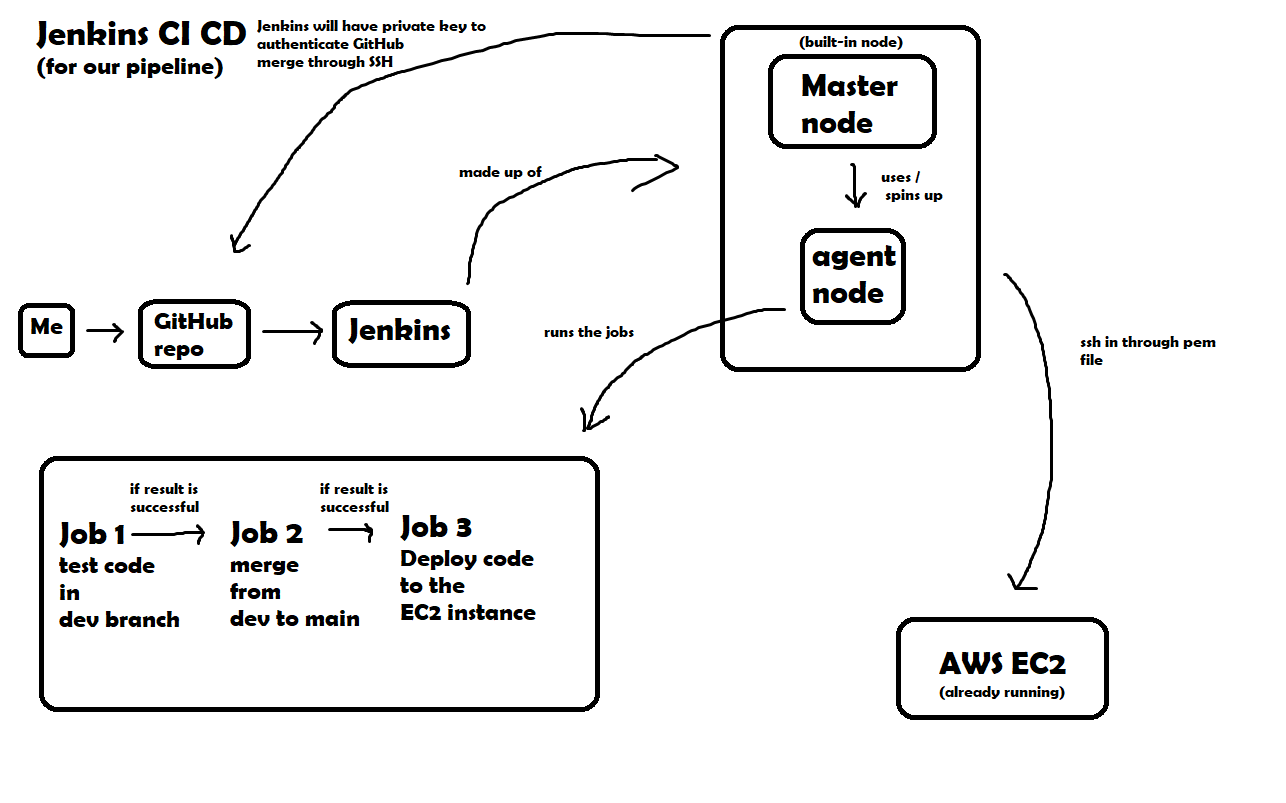 Jenkins CI CD
(for our pipeline)
Jenkins will have private key to
authenticate GitHub
merge through SSH
(built-in node)
Master
node
uses /
spins up
agent
node
made up of
Me
GitHub
repo
Jenkins
runs the jobs
ssh in through pem
file
if result is
successful
if result is
successful
Job 1
test code
in
dev branch
Job 2
merge
from
dev to main
Job 3
Deploy code
to the
EC2 instance
AWS EC2
(already running)